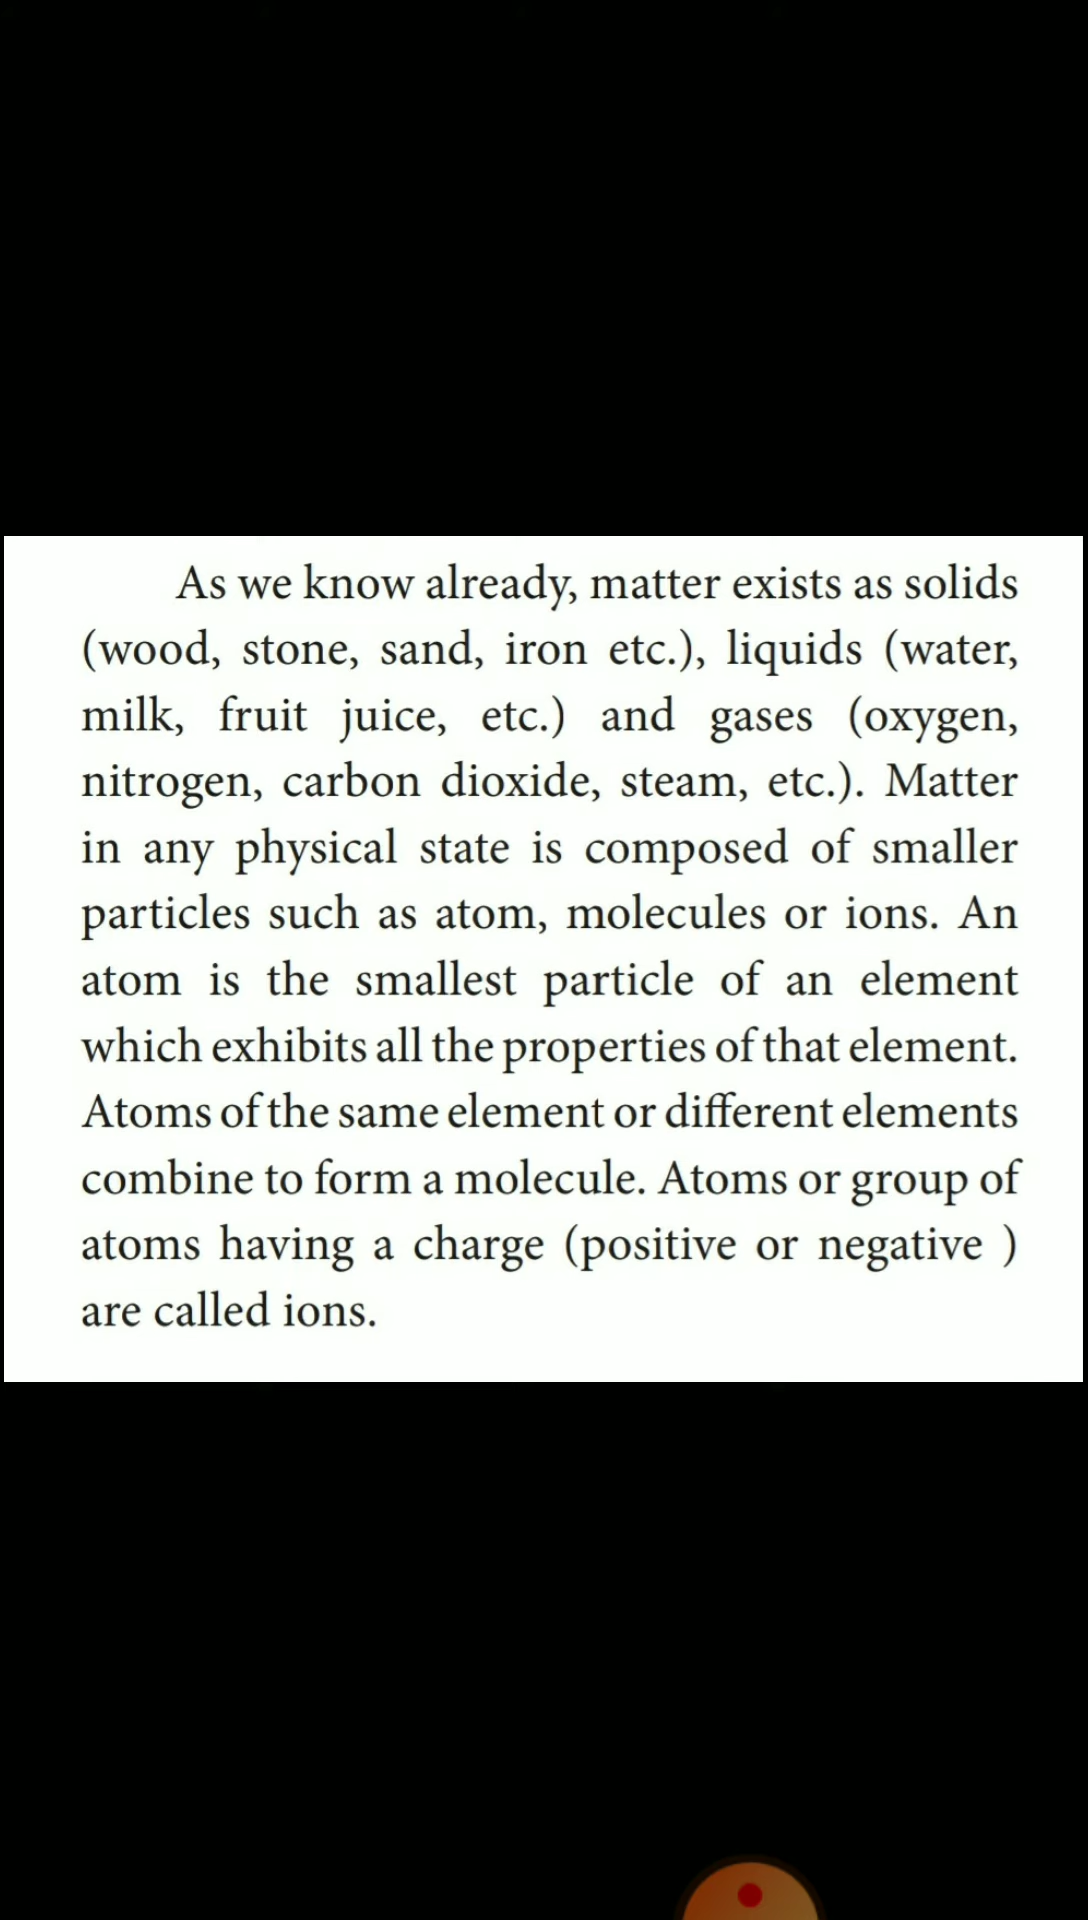 As we know already, matter exists as solids
(wood, stone, sand, iron etc.), liquids (water,
milk, fruit juice, etc.) and gases (oxygen,
nitrogen, carbon dioxide, steam, etc.). Matter
in any physical state is composed of smaller
particles such as atom, molecules or ions. An
atom is the smallest particle of an element
which exhibits all the properties of that element.
Atoms of the same element or different elements
combine to form a molecule. Atoms or group of
atoms having a charge (positive or negative )
are called ions.